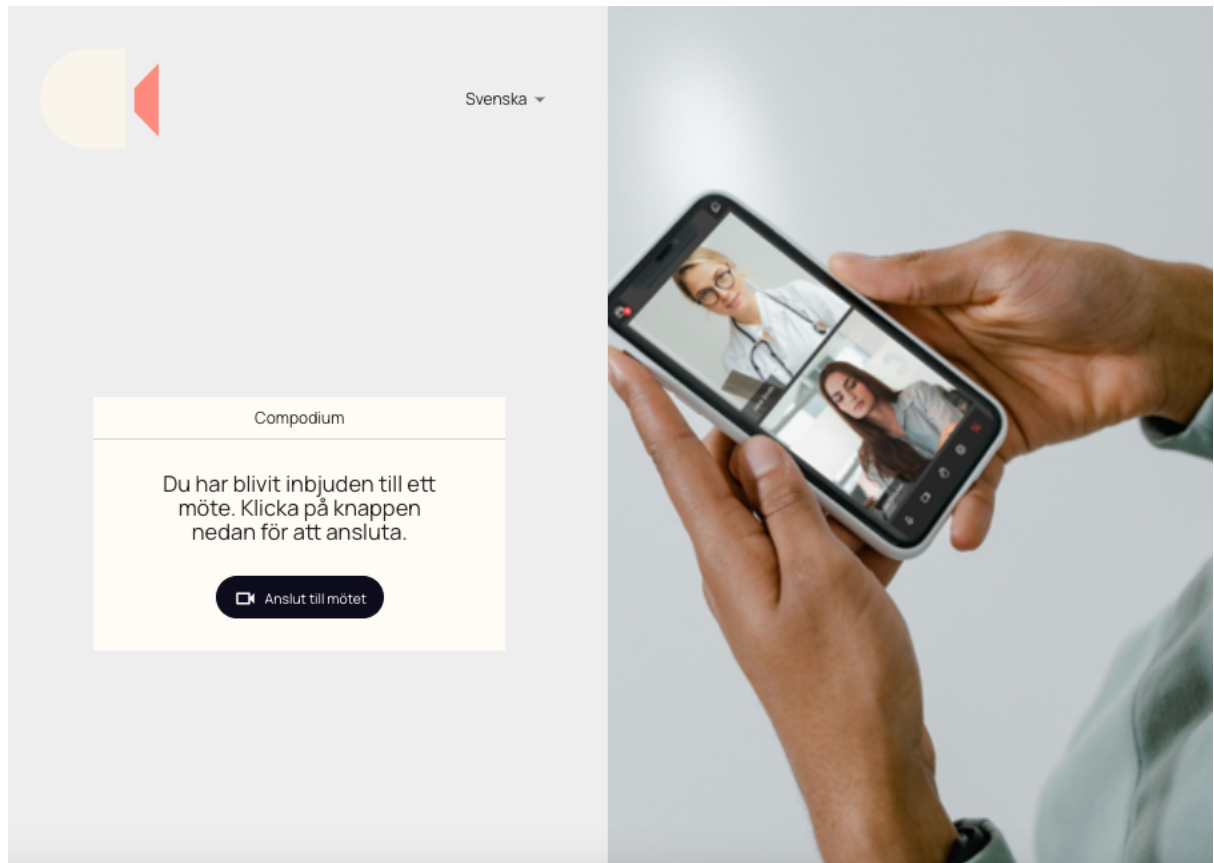 Svenska
Compodium
Du har blivit inbjuden till ett
möte. Klicka på knappen
nedan för att ansluta.
Anslut till mötet